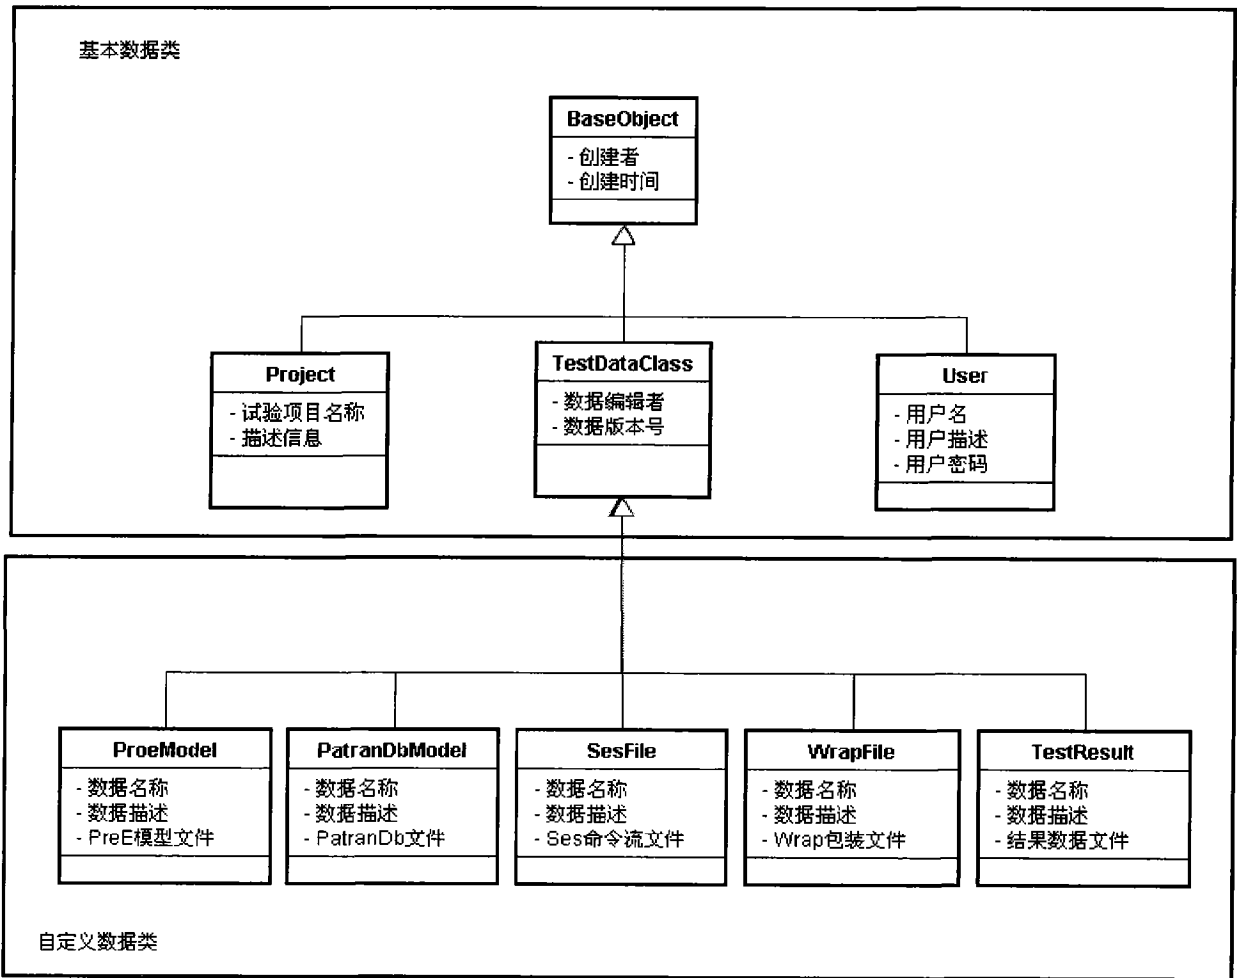 基本数据类
BaseObject
- 创建者
- 创建时间
Project
- 试验项目名称
- 描述信息
TestDataClass
- 数据编辑者
- 数据版本号
User
- 用户名
- 用户描述
- 用户密码
ProeModel
- 数据名称
- 数据描述
- PreE模型文件
PatranDbModel
- 数据名称
- 数据描述
- PatranDb文件
SesFile
- 数据名称
- 数据描述
- Ses命令流文件
WrapFile
- 数据名称
- 数据描述
- Wrap包装文件
TestResult
- 数据名称
- 数据描述
- 结果数据文件
自定义数据类